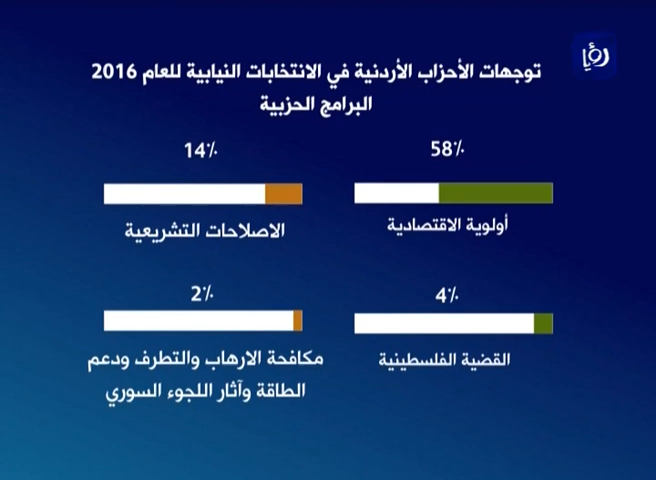 رؤيا
توجهات الأحزاب الأردنية في الانتخابات النيابية للعام 2016
البرامج الحزبية
58٪
أولوية الاقتصادية
14٪
الاصلاحات التشريعية
4٪
القضية الفلسطينية
2٪
مكافحة الارهاب والتطرف ودعم
الطاقة وآثار اللجوء السوري